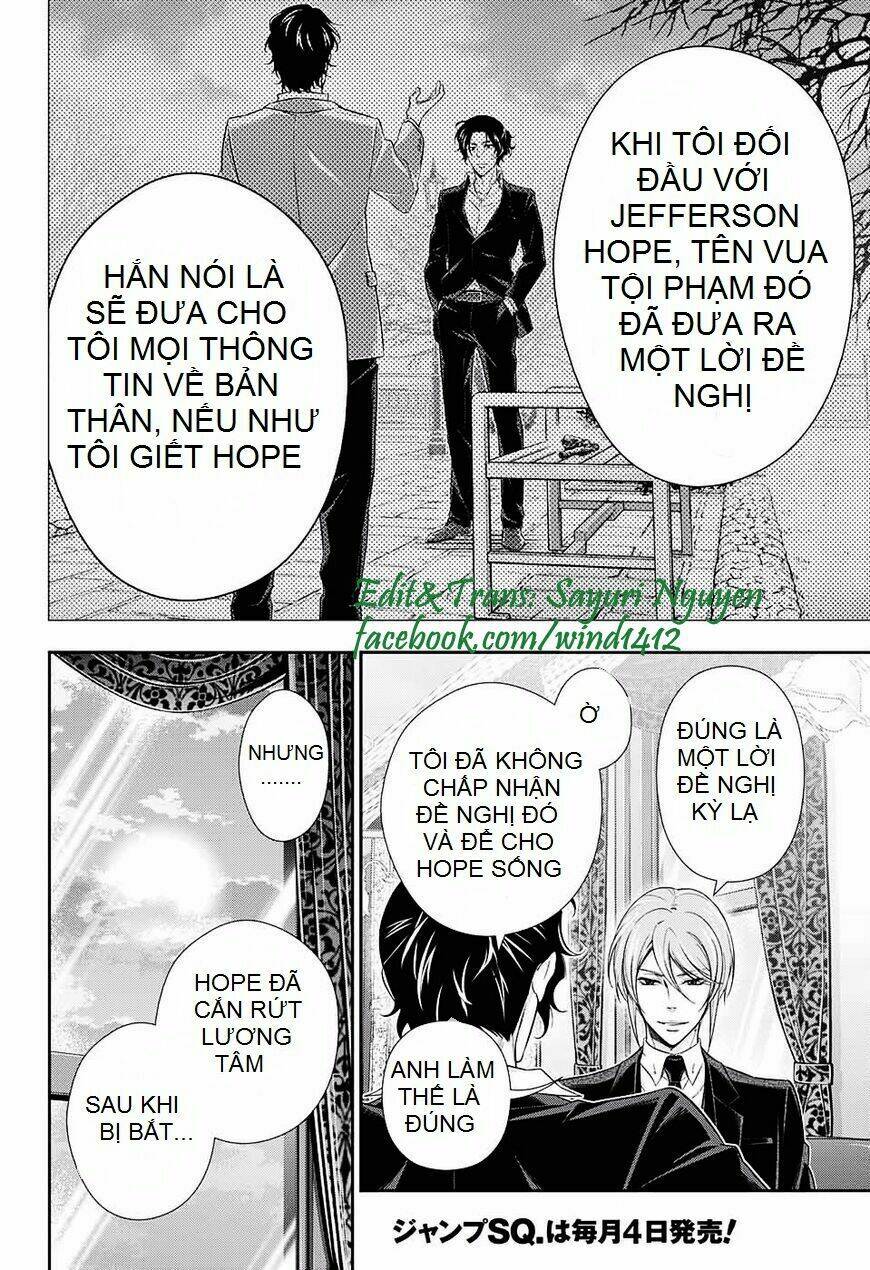 KHI TÔI ĐỐI
ĐẦU VỚI
JEFFERSON
HOPE, TÊN VUA
TỘI PHẠM ĐÓ
ĐÃ ĐƯA RA
MỘT LỜI ĐỀ
NGHỊ
HẮN NÓI LÀ
SẼ ĐƯA CHO
TÔI MỌI THÔNG
TIN VỀ BẢN
THÂN, NẾU NHƯ
TÔI GIẾT HOPE
Edit&Trans: Sayuri Nguyen
facebook.com/wind1412
ĐÚNG LÀ
MỘT LỜI ĐỀ
NGHỊ
KỲ LẠ
Ờ
TÔI ĐÃ KHÔNG
CHẤP NHẬN
ĐỀ NGHỊ ĐÓ
VÀ ĐỂ CHO
HOPE SỐNG
ANH LÀM
THẾ LÀ
ĐÚNG
NHƯNG
.......
HOPE ĐÃ
CẮN RỨT
LƯƠNG
TÂM
SAU KHI
BỊ BẮT...
ジャンプSQ.は毎月4日発売!